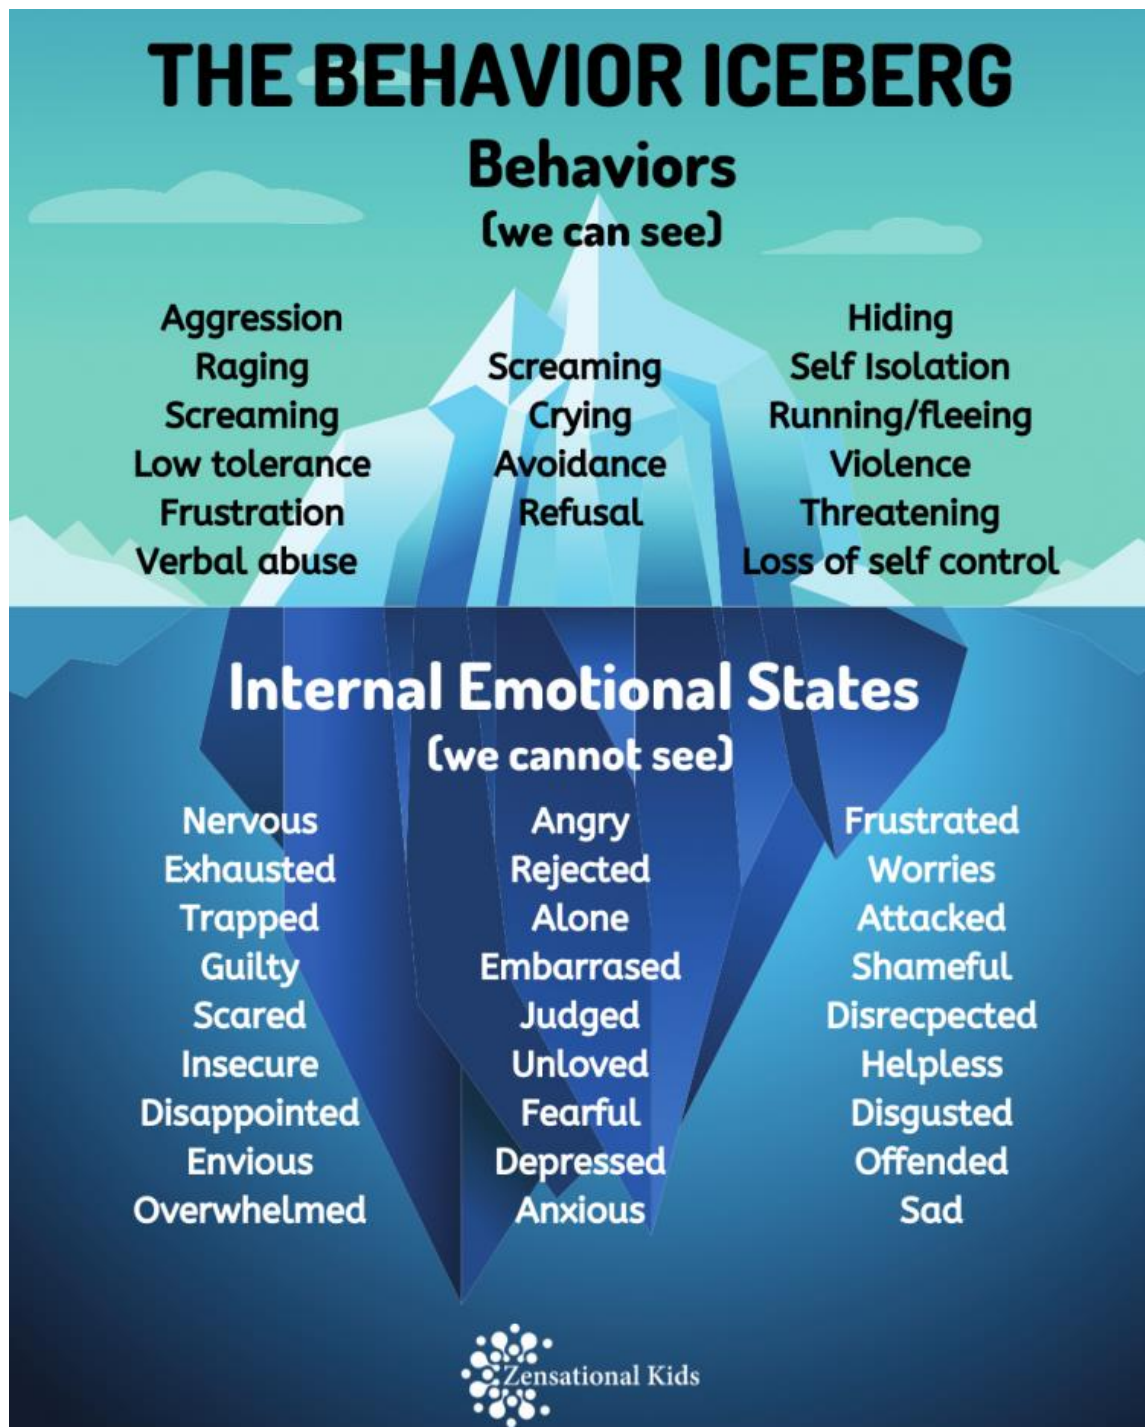 THE BEHAVIOR ICEBERG
Behaviors
(we can see)
Aggression
Raging
Screaming
Low tolerance
Frustration
Verbal abuse
Screaming
Crying
Avoidance
Refusal
Hiding
Self Isolation
Running/fleeing
Violence
Threatening
Loss of self control
Internal Emotional States
(we cannot see)
Nervous
Exhausted
Trapped
Guilty
Scared
Insecure
Disappointed
Envious
Overwhelmed
Angry
Rejected
Alone
Embarrased
Judged
Unloved
Fearful
Depressed
Anxious
Frustrated
Worries
Attacked
Shameful
Disrecpected
Helpless
Disgusted
Offended
Sad
Zensational Kids